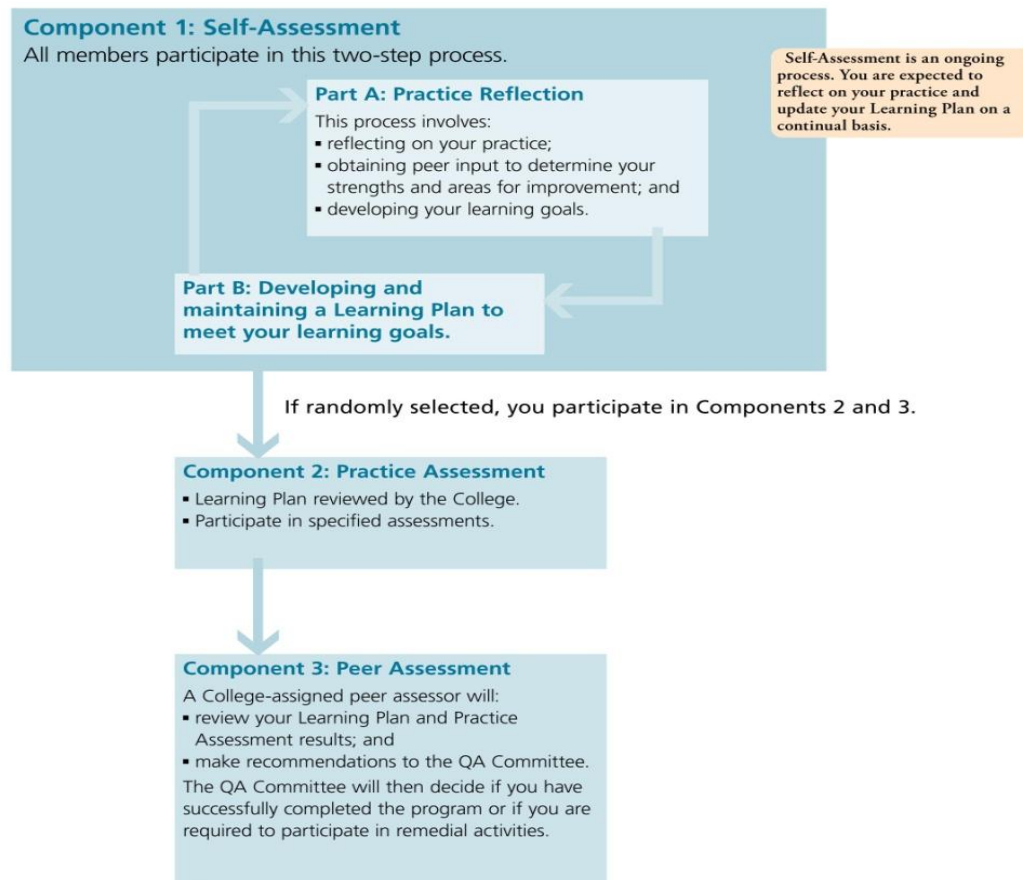 Component 1: Self-Assessment
All members participate in this two-step process.
Self-Assessment is an ongoing
process. You are expected to
reflect on your practice and
update your Learning Plan on a
continual basis.
Part A: Practice Reflection
This process involves:
▪ reflecting on your practice;
▪ obtaining peer input to determine your
strengths and areas for improvement; and
▪ developing your learning goals.
Part B: Developing and
maintaining a Learning Plan to
meet your learning goals.
If randomly selected, you participate in Components 2 and 3.
Component 2: Practice Assessment
▪ Learning Plan reviewed by the College.
▪ Participate in specified assessments.
Component 3: Peer Assessment
A College-assigned peer assessor will:
▪ review your Learning Plan and Practice
Assessment results; and
▪ make recommendations to the QA Committee.
The QA Committee will then decide if you have
successfully completed the program or if you are
required to participate in remedial activities.